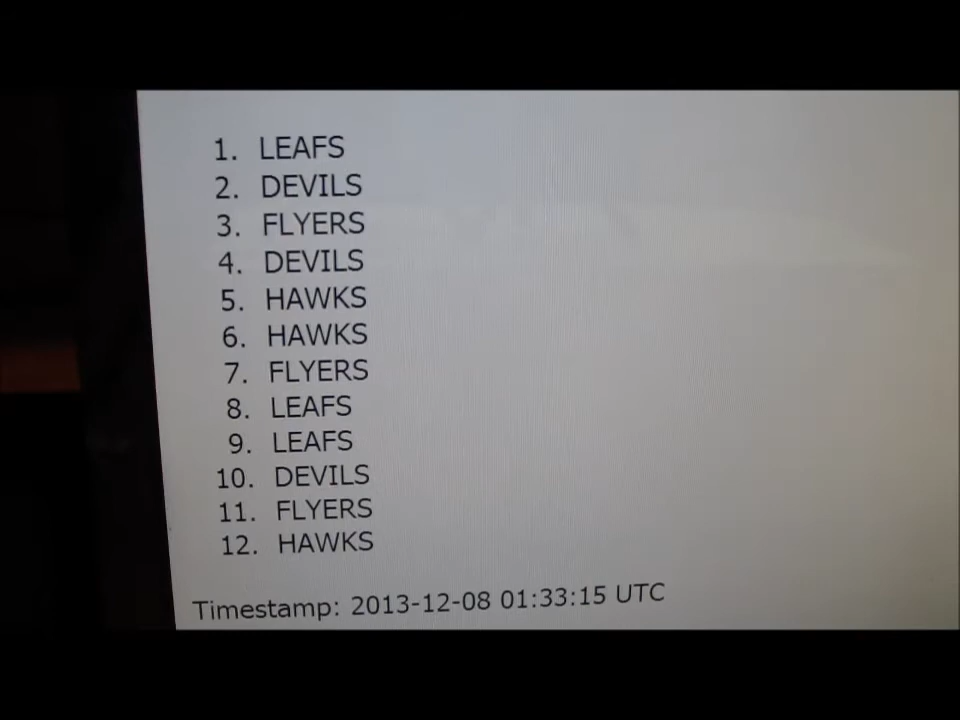 1. LEAFS
2. DEVILS
3. FLYERS
4. DEVILS
5. HAWKS
6. HAWKS
7. FLYERS
8. LEAFS
9. LEAFS
10. DEVILS
11. FLYERS
12. HAWKS
Timestamp: 2013-12-08 01:33:15 UTC